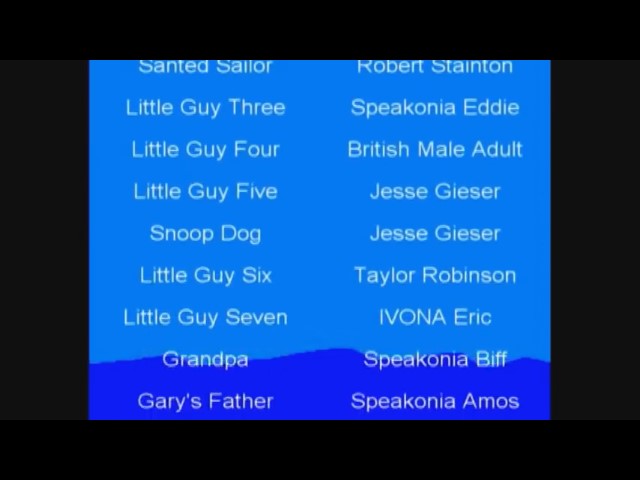 Santed Sailor Robert Stainton
Little Guy Three Speakonia Eddie
Little Guy Four British Male Adult
Little Guy Five Jesse Gieser
Snoop Dog Jesse Gieser
Little Guy Six Taylor Robinson
Little Guy Seven IVONA Eric
Grandpa Speakonia Biff
Gary's Father Speakonia Amos